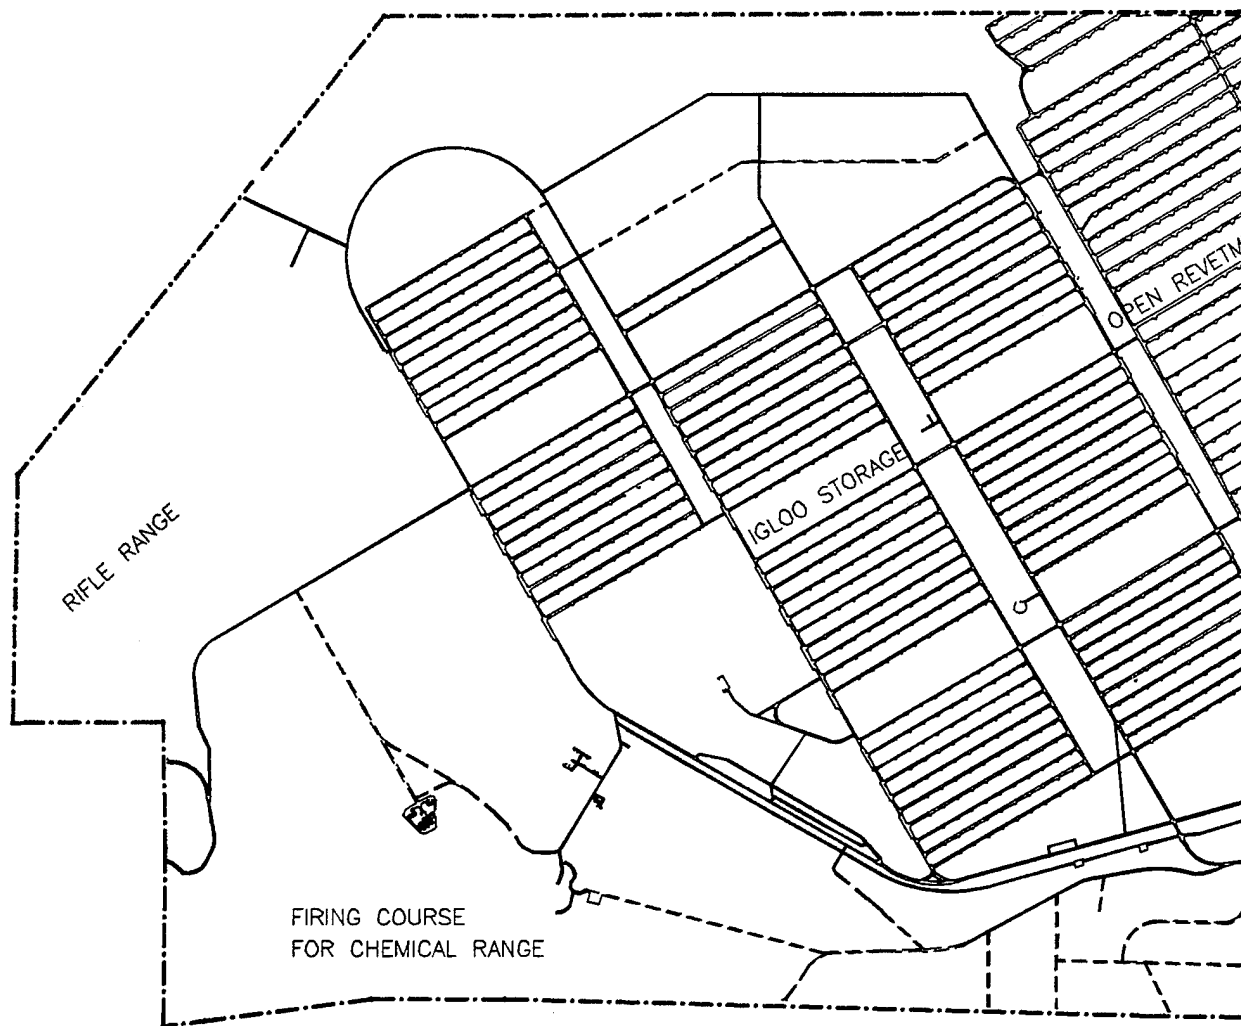 OPEN REVETM
IGLOO STORAGE
RIFLE RANGE
FIRING COURSE
FOR CHEMICAL RANGE